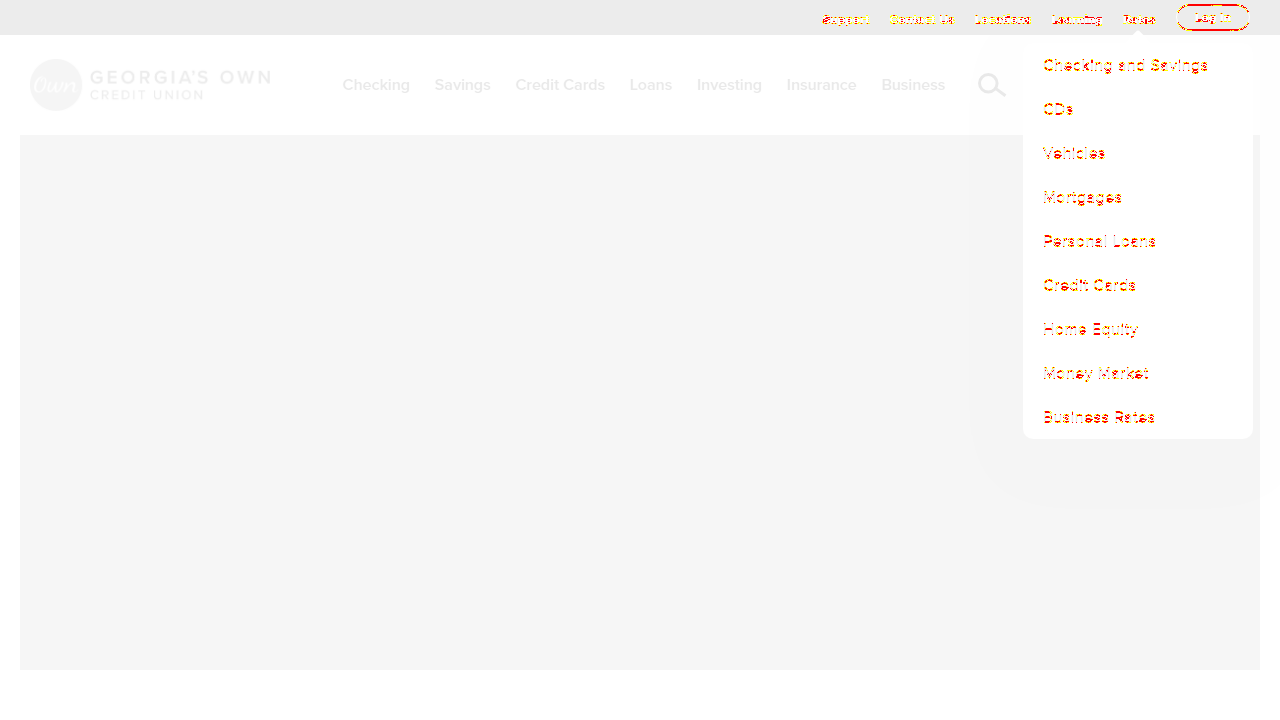 Support Contact Us Locations Learning Rates Log In
Own GEORGIA'S OWN
CREDIT UNION
Checking Savings Credit Cards Loans Investing Insurance Business
Checking and Savings
CDs
Vehicles
Mortgages
Personal Loans
Credit Cards
Home Equity
Money Market
Business Rates